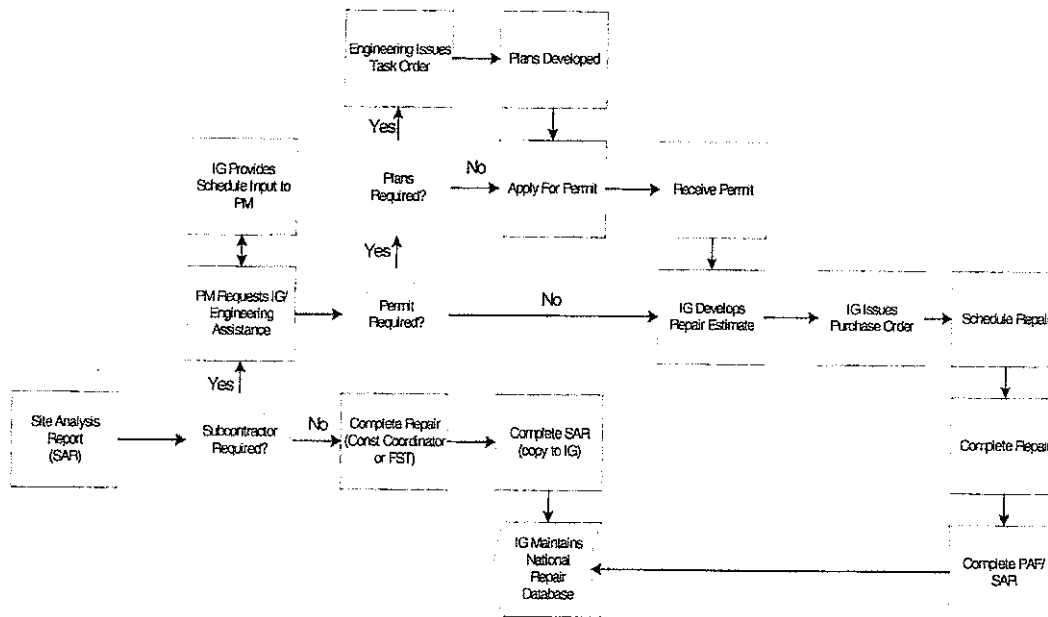 Engineering Issues
Task Order
Plans Developed
Yes
IG Provides
Schedule Input to
PM
Plans
Required?
No
Apply For Permit
Receive Permit
Yes
PM Requests IG/
Engineering
Assistance
Permit
Required?
No
IG Develops
Repair Estimate
IG Issues
Purchase Order
Schedule Repair
Yes
Site Analysis
Report
(SAR)
Subcontractor
Required?
No
Complete Repair
(Const Coordinator
or FST)
Complete SAR
(copy to IG)
Complete Repair
IG Maintains
National
Repair
Database
Complete PAF/
SAR